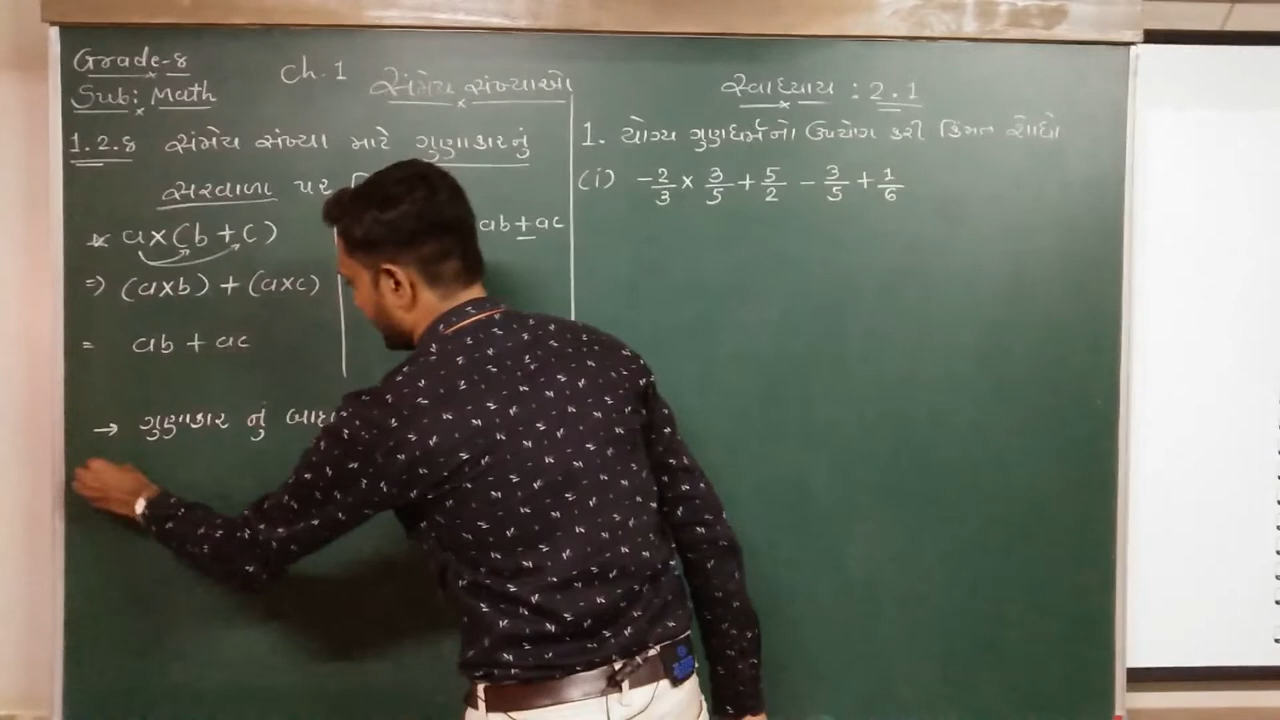 Grade-8
Sub: Math
Ch. 1
સંમેય સંખ્યાઓ
1.2.8 સંમેય સંખ્યા માટે ગુણાકારનું
સરવાળા પર
* a×(b+c)
ab + ac
=> (a×b) + (a×c)
= ab + ac
→ ગુણાકાર નું
સ્વાધ્યાય : 2.1
1. યોગ્ય ગુણધર્મનો ઉપયોગ કરી કિંમત શોધો
(i) -2/3 × 3/5 + 5/2 - 3/5 + 1/6